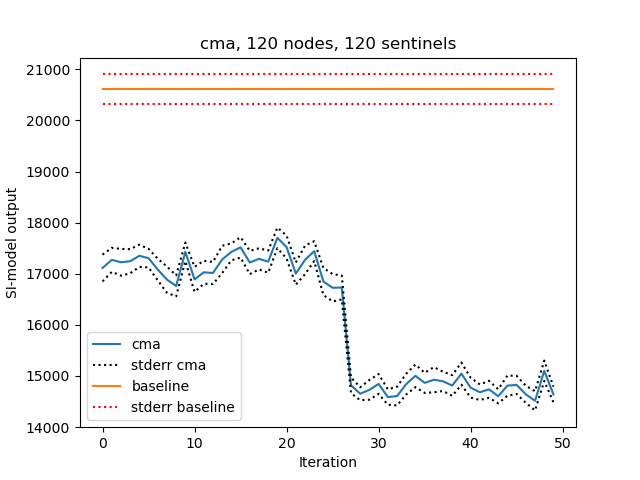 cma, 120 nodes, 120 sentinels
21000
20000
19000
18000
17000
16000
15000
14000
SI-model output
cma
stderr cma
baseline
stderr baseline
0 10 20 30 40 50
Iteration